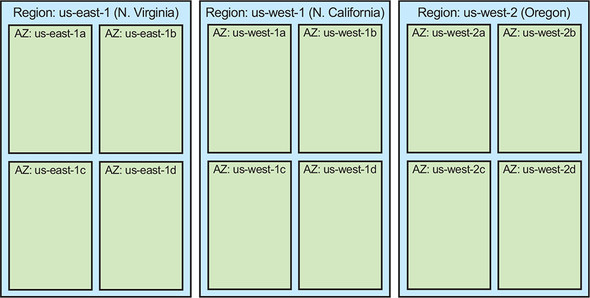 Region: us-east-1 (N. Virginia)
AZ: us-east-1a
AZ: us-east-1b
AZ: us-east-1c
AZ: us-east-1d
Region: us-west-1 (N. California)
AZ: us-west-1a
AZ: us-west-1b
AZ: us-west-1c
AZ: us-west-1d
Region: us-west-2 (Oregon)
AZ: us-west-2a
AZ: us-west-2b
AZ: us-west-2c
AZ: us-west-2d